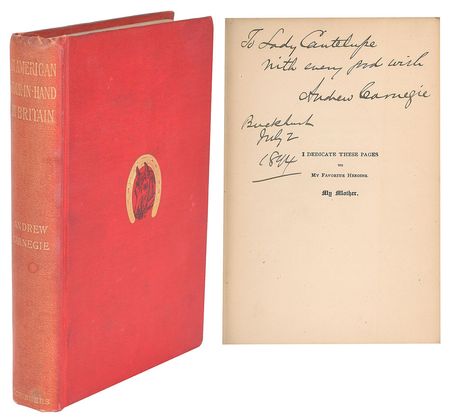 AMERICAN
FOUR-IN-HAND
BRITAIN
ANDREW
CARNEGIE
To Lady Cantelupe
With every good wish
Andrew Carnegie
Buckhurst
July 2
1894
I DEDICATE THESE PAGES
TO
MY FAVORITE HEROINE
My Mother.